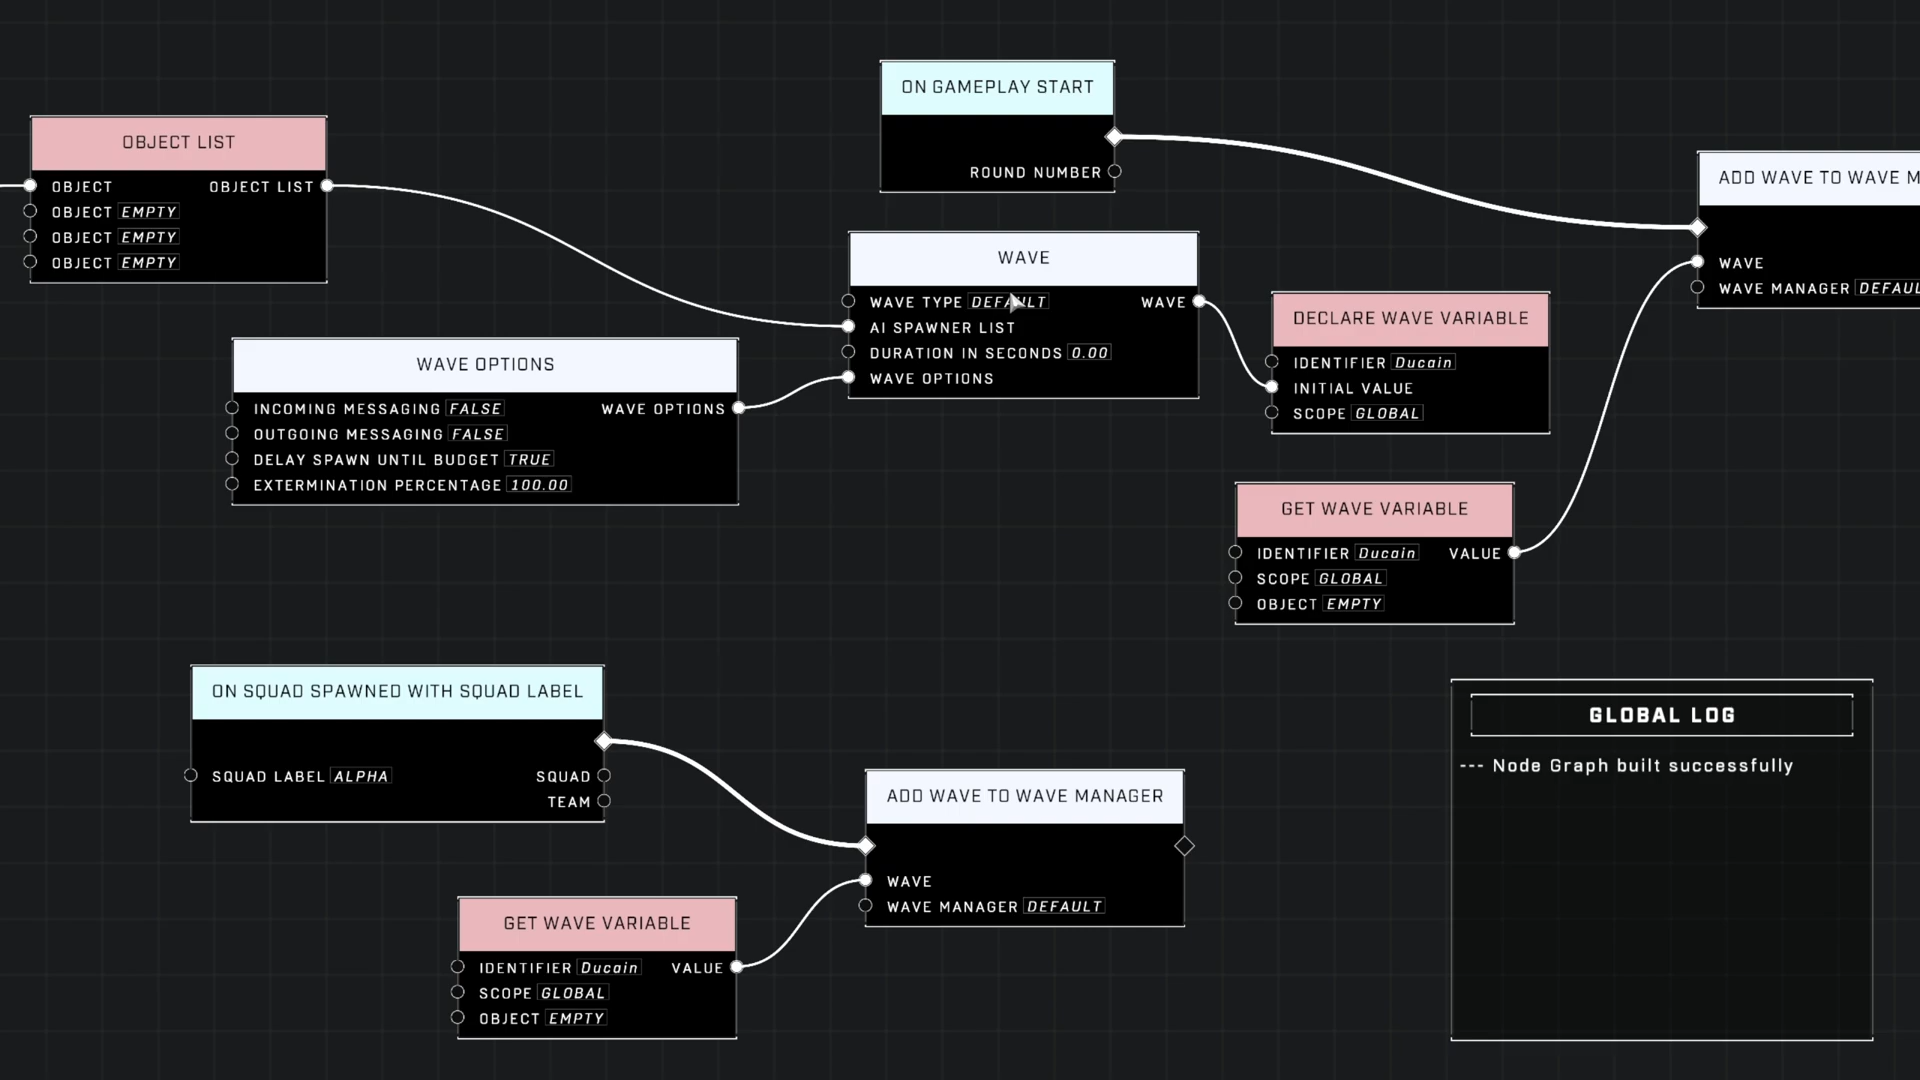 ON GAMEPLAY START
ROUND NUMBER
OBJECT LIST
OBJECT OBJECT LIST
OBJECT EMPTY
OBJECT EMPTY
OBJECT EMPTY
ADD WAVE TO WAVE M
WAVE
WAVE MANAGER DEFAUL
WAVE
WAVE TYPE DEFAULT WAVE
AI SPAWNER LIST
DURATION IN SECONDS 0.00
WAVE OPTIONS
DECLARE WAVE VARIABLE
IDENTIFIER Ducain
INITIAL VALUE
SCOPE GLOBAL
WAVE OPTIONS
INCOMING MESSAGING FALSE WAVE OPTIONS
OUTGOING MESSAGING FALSE
DELAY SPAWN UNTIL BUDGET TRUE
EXTERMINATION PERCENTAGE 100.00
GET WAVE VARIABLE
IDENTIFIER Ducain VALUE
SCOPE GLOBAL
OBJECT EMPTY
ON SQUAD SPAWNED WITH SQUAD LABEL
SQUAD LABEL ALPHA SQUAD
TEAM
ADD WAVE TO WAVE MANAGER
WAVE
WAVE MANAGER DEFAULT
GET WAVE VARIABLE
IDENTIFIER Ducain VALUE
SCOPE GLOBAL
OBJECT EMPTY
GLOBAL LOG
--- Node Graph built successfully